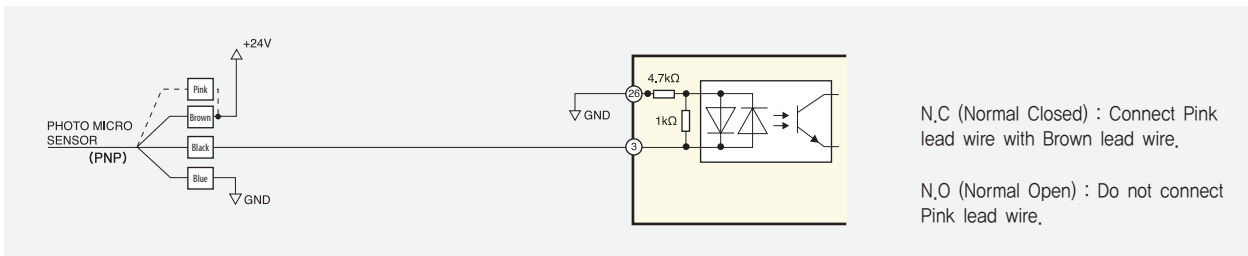 +24V
Pink
Brown
PHOTO MICRO
SENSOR
(PNP)
Black
Blue
GND
GND
26
4.7kΩ
1kΩ
3
N.C (Normal Closed) : Connect Pink
lead wire with Brown lead wire.
N.O (Normal Open) : Do not connect
Pink lead wire.